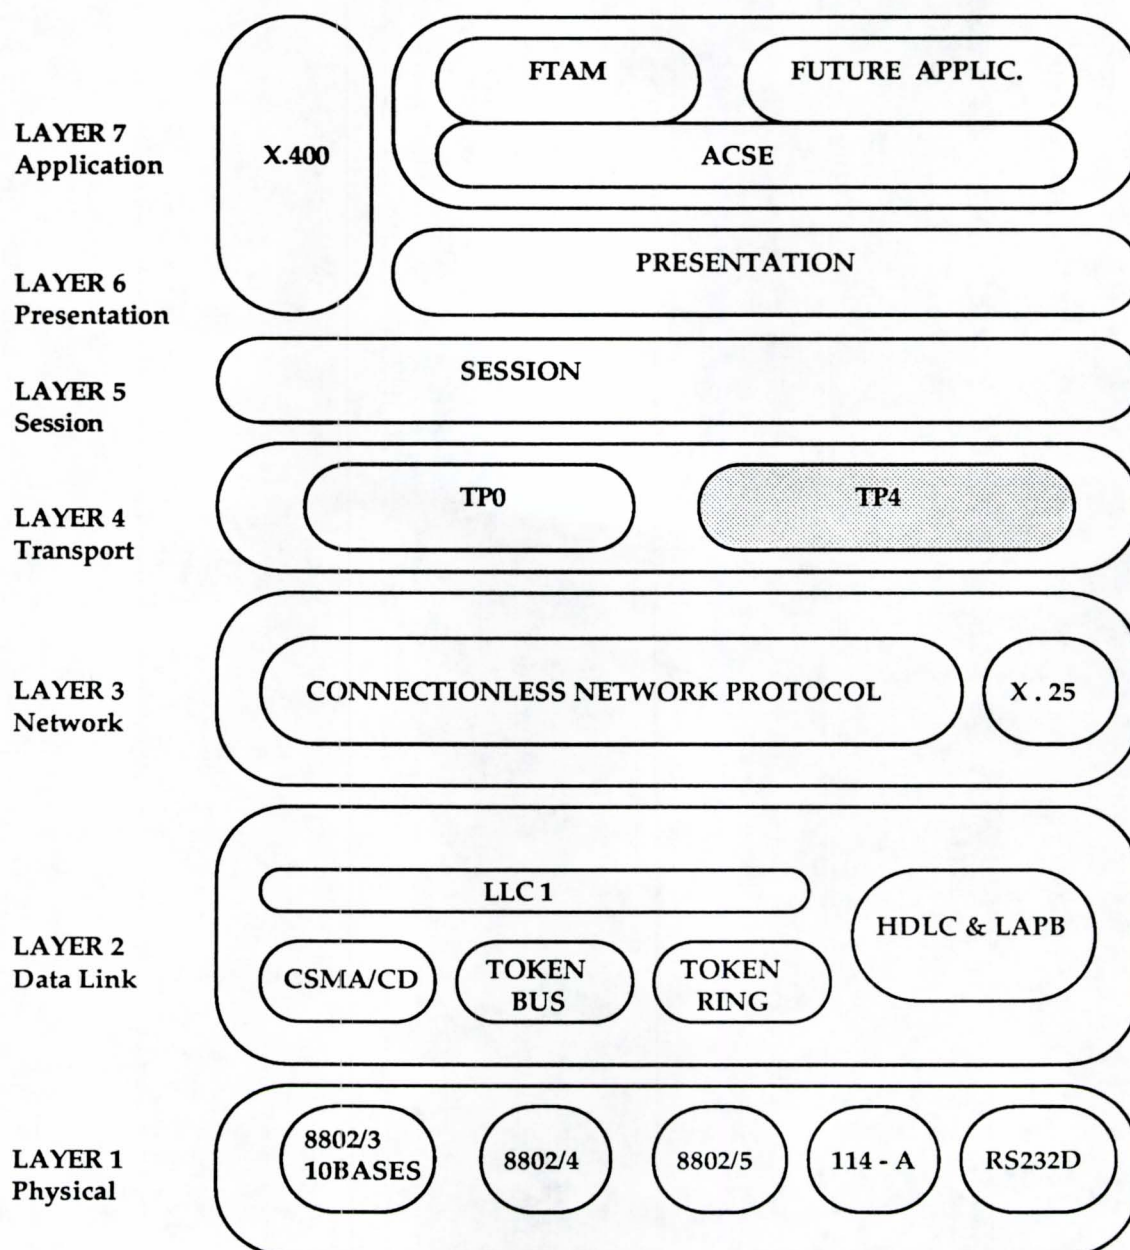 FTAM
FUTURE APPLIC.
LAYER 7
Application
X.400
ACSE
PRESENTATION
LAYER 6
Presentation
SESSION
LAYER 5
Session
TP0
TP4
LAYER 4
Transport
LAYER 3
Network
CONNECTIONLESS NETWORK PROTOCOL
X . 25
LLC 1
HDLC & LAPB
LAYER 2
Data Link
CSMA/CD
TOKEN
BUS
TOKEN
RING
LAYER 1
Physical
8802/3
10BASES
8802/4
8802/5
114 - A
RS232D